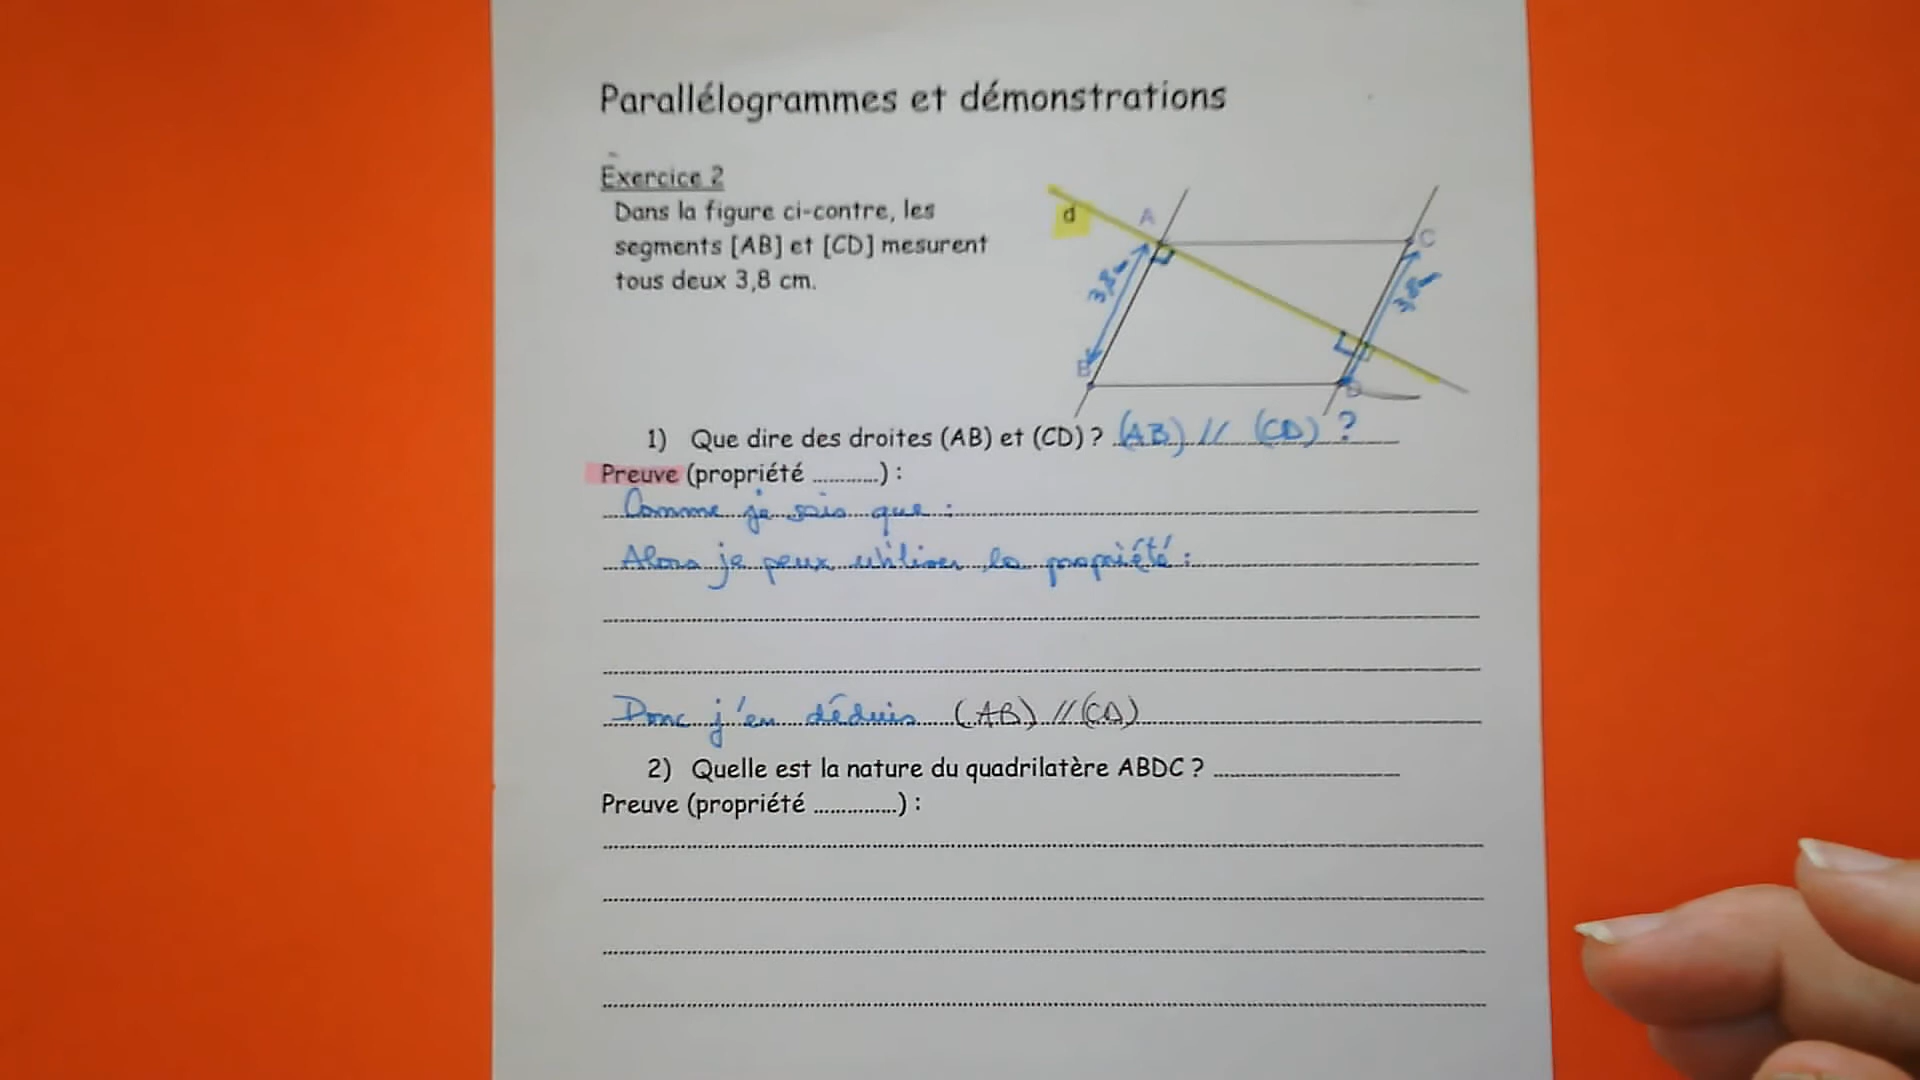 Parallélogrammes et démonstrations
Exercice 2
Dans la figure ci-contre, les
segments [AB] et [CD] mesurent
tous deux 3,8 cm.
d
A
C
3,8
3,8
B
D
1) Que dire des droites (AB) et (CD) ? (AB) // (CD) ?
Preuve (propriété ............) :
Comme je sais que :
Alors je peux utiliser la propriété :
Donc j'en déduis (AB) // (CD)
2) Quelle est la nature du quadrilatère ABDC ? ..............................
Preuve (propriété ...............) :